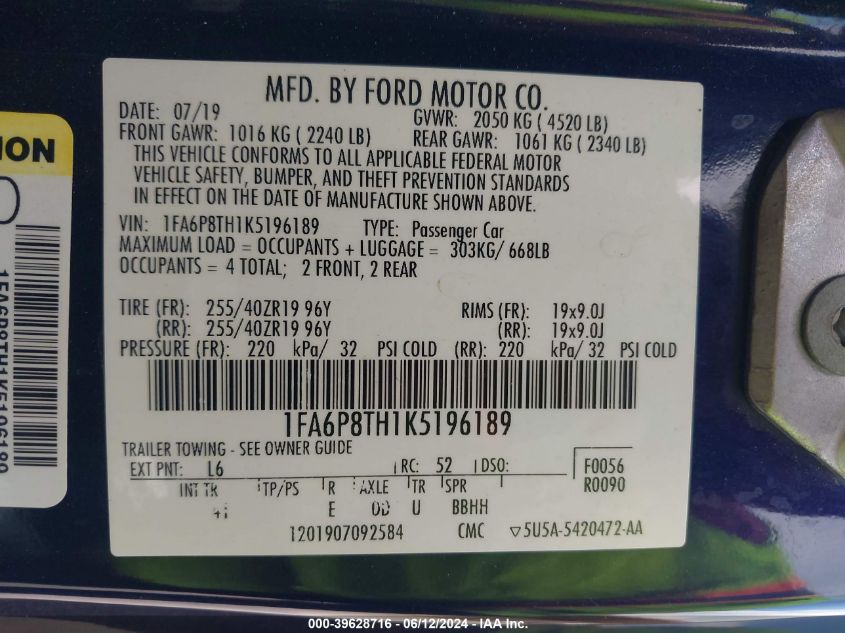 MFD. BY FORD MOTOR CO.
DATE: 07/19 GVWR: 2050 KG ( 4520 LB)
FRONT GAWR: 1016 KG ( 2240 LB) REAR GAWR: 1061 KG ( 2340 LB)
THIS VEHICLE CONFORMS TO ALL APPLICABLE FEDERAL MOTOR
VEHICLE SAFETY, BUMPER, AND THEFT PREVENTION STANDARDS
IN EFFECT ON THE DATE OF MANUFACTURE SHOWN ABOVE.
VIN: 1FA6P8TH1K5196189 TYPE: Passenger Car
MAXIMUM LOAD = OCCUPANTS + LUGGAGE = 303KG/ 668LB
OCCUPANTS = 4 TOTAL; 2 FRONT, 2 REAR
TIRE (FR): 255/40ZR19 96Y RIMS (FR): 19x9.0J
(RR): 255/40ZR19 96Y (RR): 19x9.0J
PRESSURE (FR): 220 kPa/ 32 PSI COLD (RR): 220 kPa/ 32 PSI COLD
1FA6P8TH1K5196189
TRAILER TOWING - SEE OWNER GUIDE
EXT PNT: L6 RC: 52 DSO: F0056
R0090
INT TR TP/PS R AXLE TR SPR
E U BBHH
1201907092584 CMC ▽5U5A-5420472-AA
1FA6P8TH1K5196189
000-39628716 - 06/12/2024 - IAA Inc.